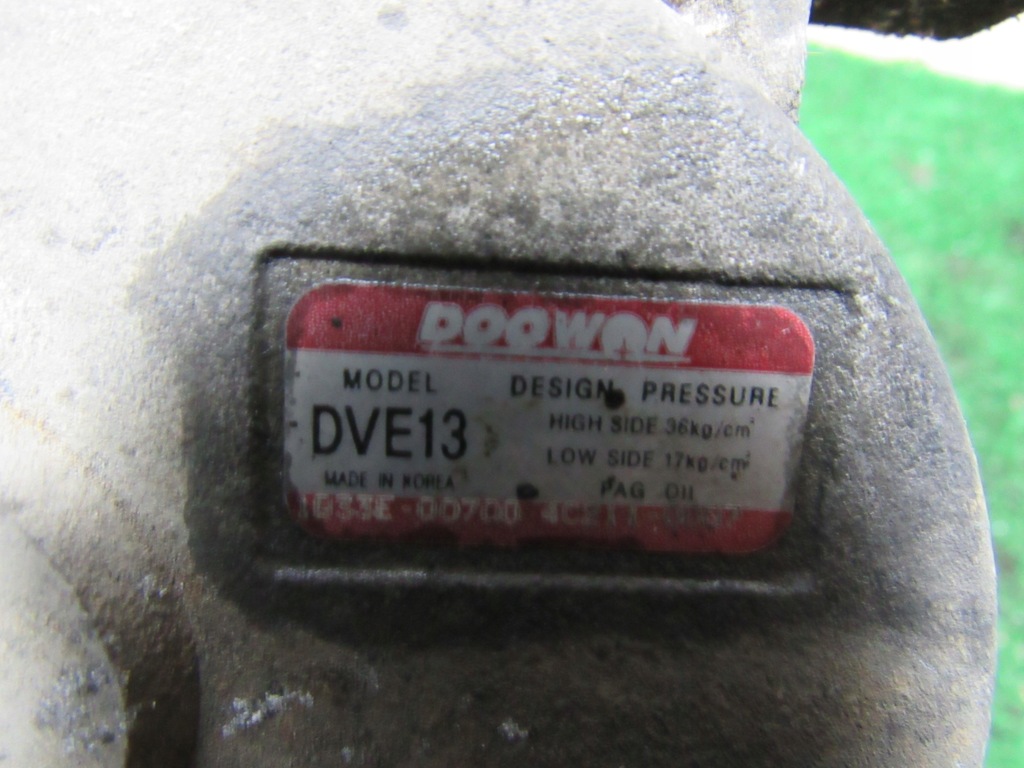 DOOWON
MODEL
DESIGN PRESSURE
DVE13
HIGH SIDE 36kg/cm²
LOW SIDE 17kg/cm²
MADE IN KOREA
PAG OIL